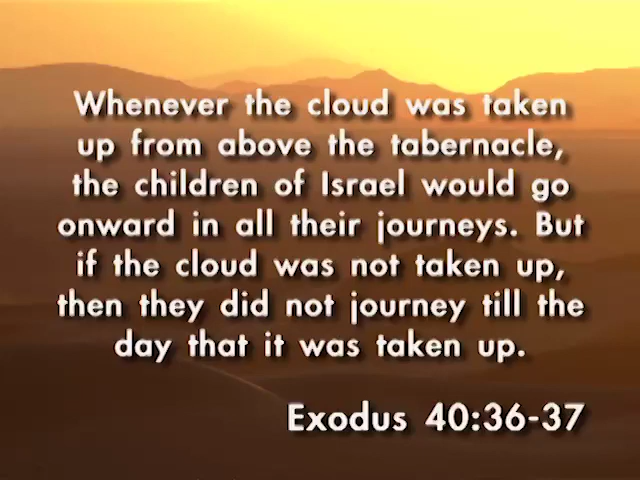 Whenever the cloud was taken
up from above the tabernacle,
the children of Israel would go
onward in all their journeys. But
if the cloud was not taken up,
then they did not journey till the
day that it was taken up.
Exodus 40:36-37